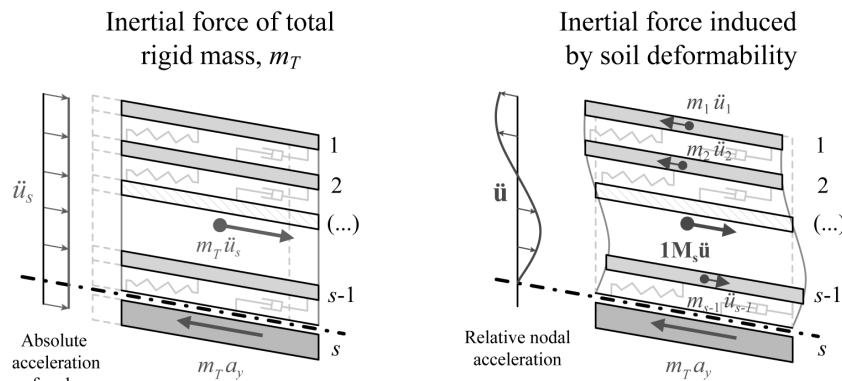 Inertial force of total
rigid mass, m_T
ü_s
1
2
(...)
m_T ü_s
s-1
s
Absolute
acceleration
m_T a_y
Inertial force induced
by soil deformability
m_1 ü_1
1
m_2 ü_2
2
ü
(...)
1M_sü
s-1
m_{s-1} ü_{s-1}
s
Relative nodal
acceleration
m_T a_y